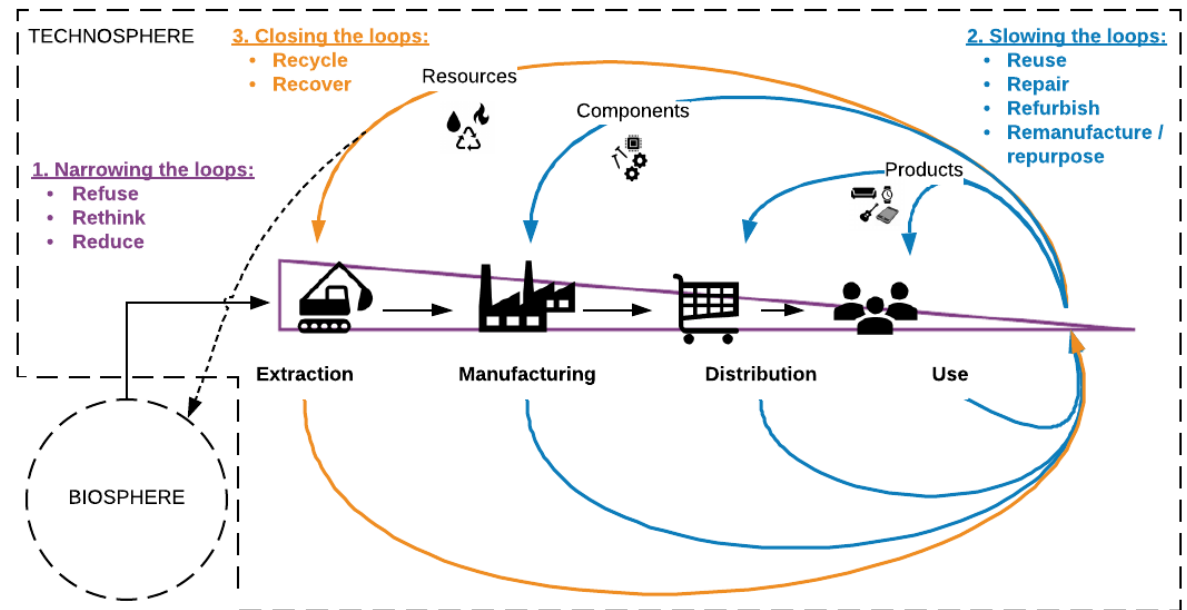 TECHNOSPHERE
3. Closing the loops:
• Recycle
• Recover
2. Slowing the loops:
• Reuse
• Repair
• Refurbish
• Remanufacture /
repurpose
Resources
Components
Products
1. Narrowing the loops:
• Refuse
• Rethink
• Reduce
Extraction
Manufacturing
Distribution
Use
BIOSPHERE